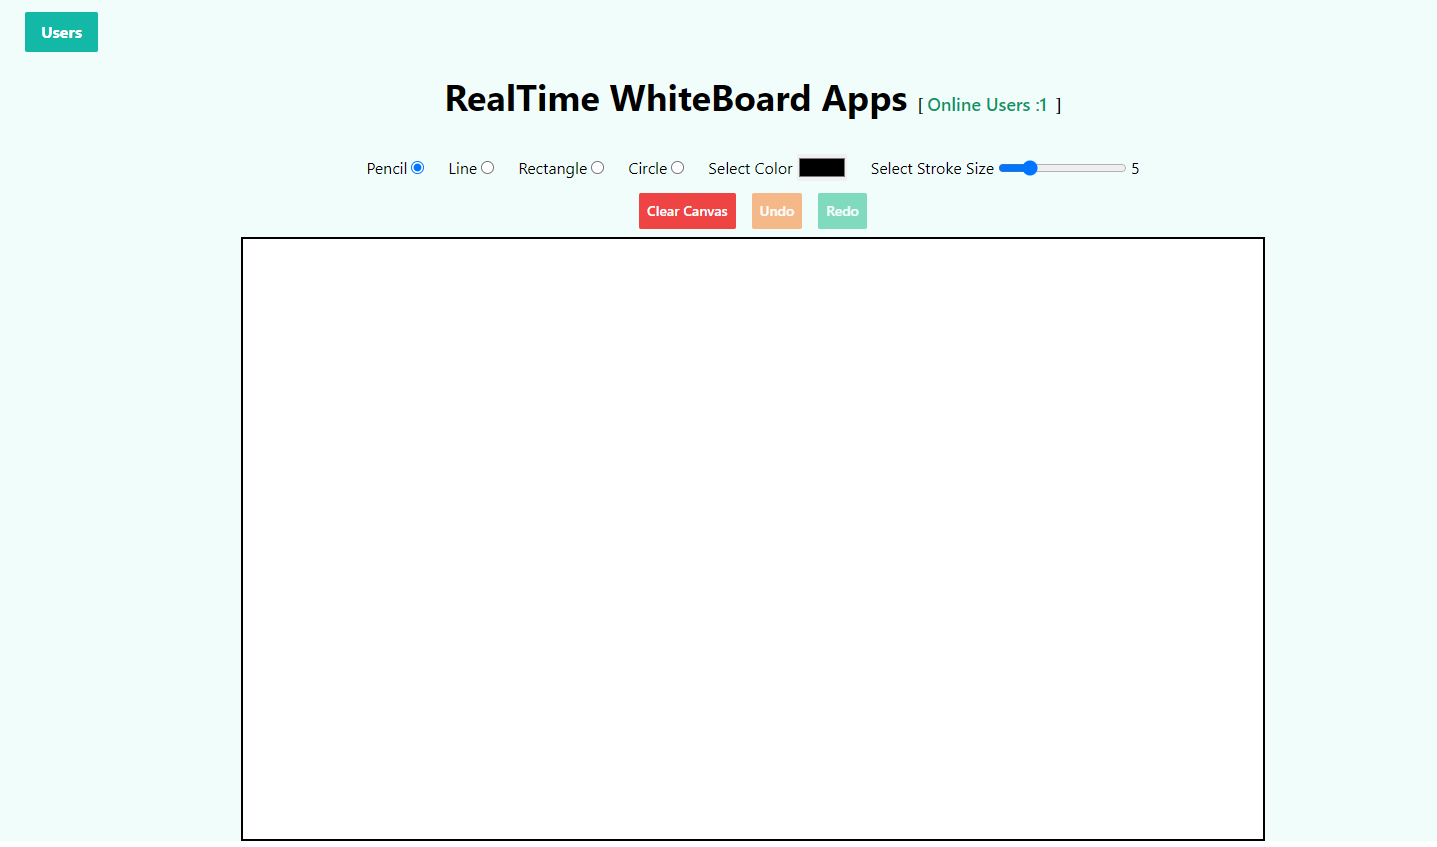 Users
RealTime WhiteBoard Apps [ Online Users :1 ]
Pencil Line Rectangle Circle Select Color Select Stroke Size 5
Clear Canvas Undo Redo